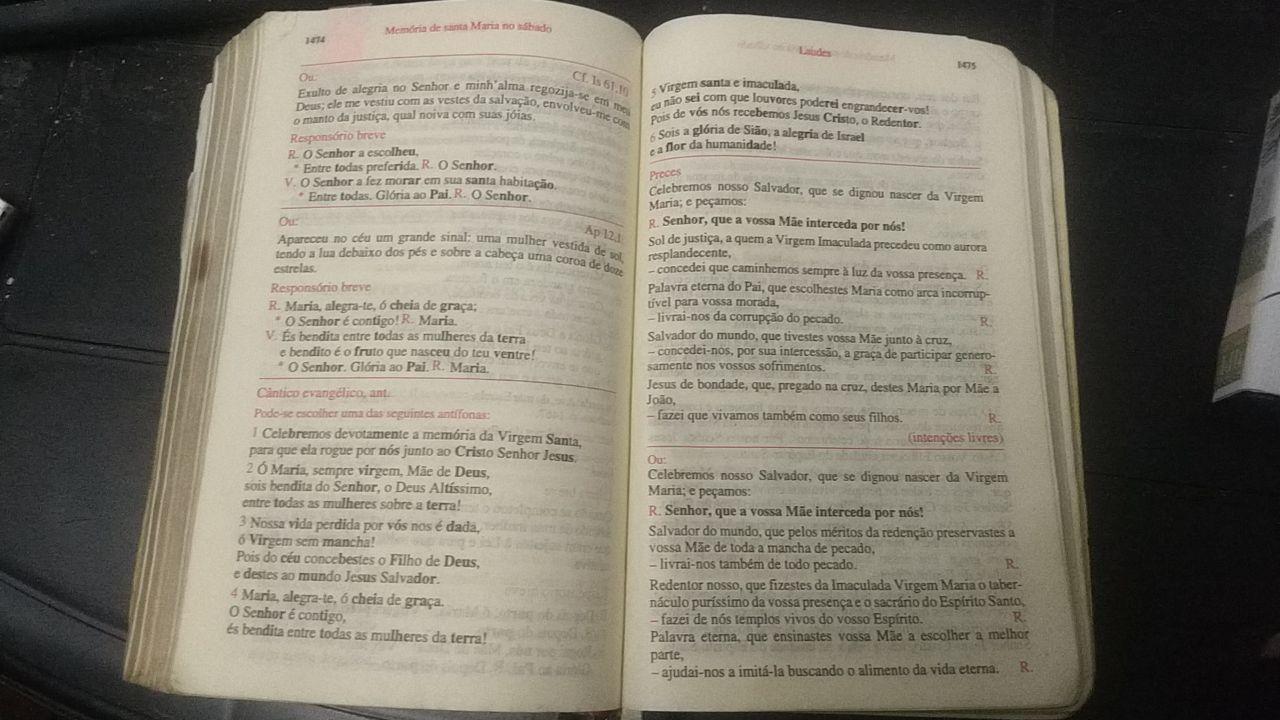 1474
Memória de santa Maria no sábado
Ou:
Cf. Is 61,10
Exulto de alegria no Senhor e minh'alma regozija-se em meu
Deus; ele me vestiu com as vestes da salvação, envolveu-me com
o manto da justiça, qual noiva com suas jóias.
Responsório breve
R. O Senhor a escolheu,
* Entre todas preferida. R. O Senhor.
V. O Senhor a fez morar em sua santa habitação.
* Entre todas. Glória ao Pai. R. O Senhor.
Ou:
Ap 12,1
Apareceu no céu um grande sinal: uma mulher vestida de sol,
tendo a lua debaixo dos pés e sobre a cabeça uma coroa de doze
estrelas.
Responsório breve
R. Maria, alegra-te, ó cheia de graça;
* O Senhor é contigo! R. Maria.
V. És bendita entre todas as mulheres da terra
e bendito é o fruto que nasceu do teu ventre!
* O Senhor. Glória ao Pai. R. Maria.
Cântico evangélico, ant.
Pode-se escolher uma das seguintes antífonas:
1 Celebremos devotamente a memória da Virgem Santa,
para que ela rogue por nós junto ao Cristo Senhor Jesus.
2 Ó Maria, sempre virgem, Mãe de Deus,
sois bendita do Senhor, o Deus Altíssimo,
entre todas as mulheres sobre a terra!
3 Nossa vida perdida por vós nos é dada,
ó Virgem sem mancha!
Pois do céu concebestes o Filho de Deus,
e destes ao mundo Jesus Salvador.
4 Maria, alegra-te, ó cheia de graça.
O Senhor é contigo,
és bendita entre todas as mulheres da terra!
Laudes
1475
5 Virgem santa e imaculada,
eu não sei com que louvores poderei engrandecer-vos!
Pois de vós nós recebemos Jesus Cristo, o Redentor.
6 Sois a glória de Sião, a alegria de Israel
e a flor da humanidade!
Preces
Celebremos nosso Salvador, que se dignou nascer da Virgem
Maria; e peçamos:
R. Senhor, que a vossa Mãe interceda por nós!
Sol de justiça, a quem a Virgem Imaculada precedeu como aurora
resplandecente,
– concedei que caminhemos sempre à luz da vossa presença. R.
Palavra eterna do Pai, que escolhestes Maria como arca incorrup-
tível para vossa morada,
– livrai-nos da corrupção do pecado. R.
Salvador do mundo, que tivestes vossa Mãe junto à cruz,
– concedei-nos, por sua intercessão, a graça de participar genero-
samente nos vossos sofrimentos. R.
Jesus de bondade, que, pregado na cruz, destes Maria por Mãe a
João,
– fazei que vivamos também como seus filhos. R.
(intenções livres)
Ou:
Celebremos nosso Salvador, que se dignou nascer da Virgem
Maria; e peçamos:
R. Senhor, que a vossa Mãe interceda por nós!
Salvador do mundo, que pelos méritos da redenção preservastes a
vossa Mãe de toda a mancha de pecado,
– livrai-nos também de todo pecado. R.
Redentor nosso, que fizestes da Imaculada Virgem Maria o taber-
náculo puríssimo da vossa presença e o sacrário do Espírito Santo,
– fazei de nós templos vivos do vosso Espírito. R.
Palavra eterna, que ensinastes vossa Mãe a escolher a melhor
parte,
– ajudai-nos a imitá-la buscando o alimento da vida eterna. R.